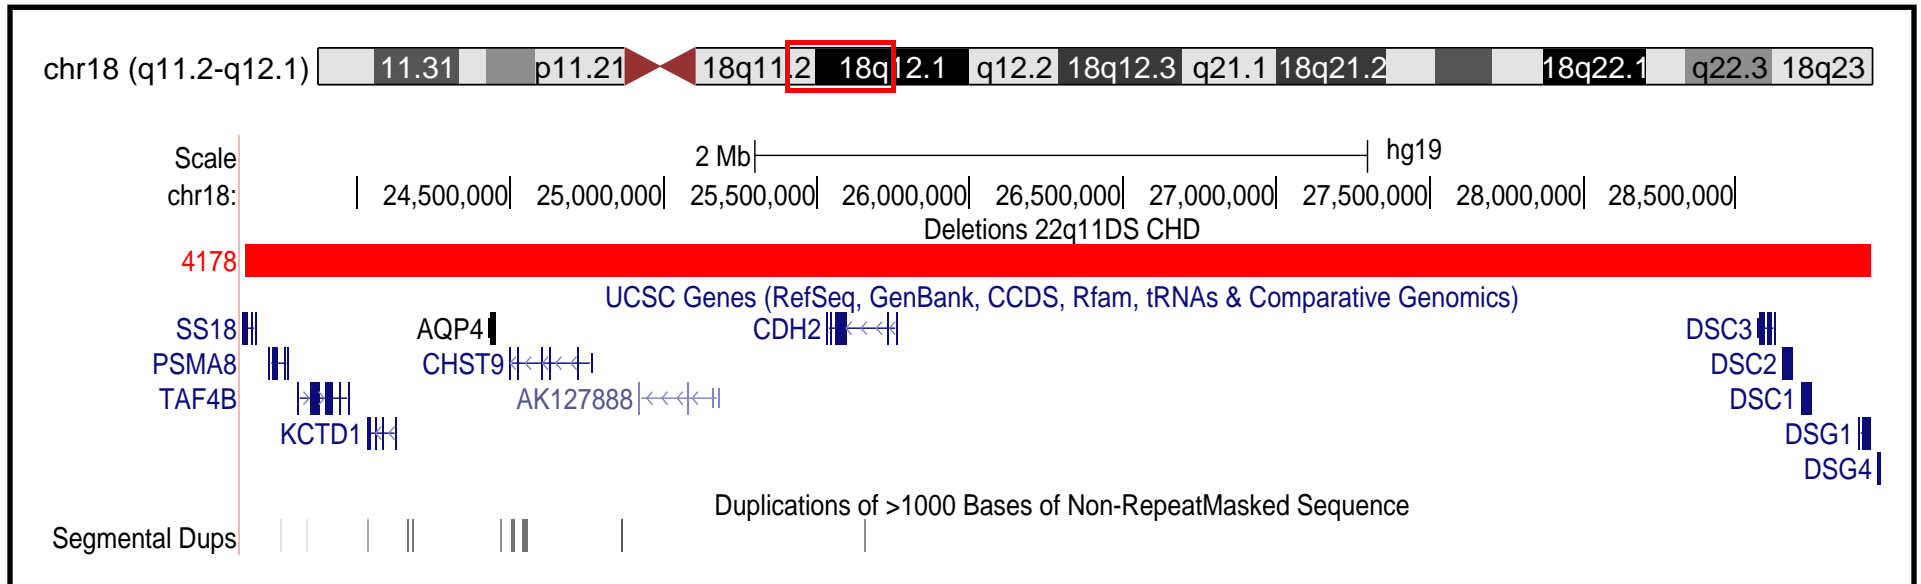 chr18 (q11.2-q12.1) 11.31 p11.21 18q11.2 18q12.1 q12.2 18q12.3 q21.1 18q21.2 18q22.1 q22.3 18q23
Scale 2 Mb hg19
chr18: 24,500,000 25,000,000 25,500,000 26,000,000 26,500,000 27,000,000 27,500,000 28,000,000 28,500,000
Deletions 22q11DS CHD
4178
UCSC Genes (RefSeq, GenBank, CCDS, Rfam, tRNAs & Comparative Genomics)
SS18 AQP4 CDH2 DSC3
PSMA8 CHST9 DSC2
TAF4B AK127888 DSC1
KCTD1 DSG1
DSG4
Duplications of >1000 Bases of Non-RepeatMasked Sequence
Segmental Dups